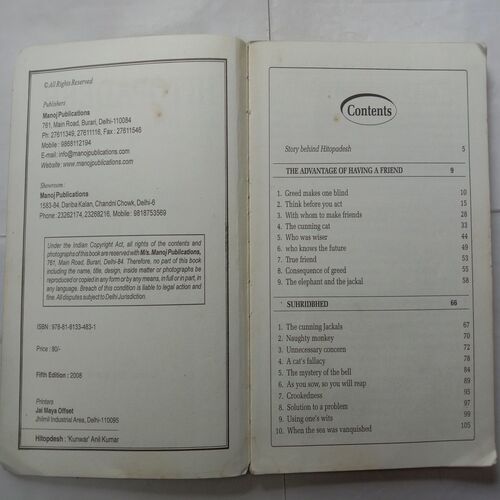 © All Rights Reserved
Publishers
Manoj Publications
761, Main Road, Burari, Delhi-110084
Ph: 27611349, 27611116, Fax : 27611546
Mobile : 9868112194
E-mail: info@manojpublications.com
Website: www.manojpublications.com
Showroom :
Manoj Publications
1583-84, Dariba Kalan, Chandni Chowk, Delhi-6
Phone : 23262174, 23268216, Mobile : 9818753569
Under the Indian Copyright Act, all rights of the contents and
photographs of this book are reserved with M/s. Manoj Publications,
761, Main Road, Burari, Delhi-84. Therefore, no part of this book
including the name, title, design, inside matter or photographs be
reproduced or copied in any form or by any means, in full or in part, in
any language. Breach of this condition is liable to legal action and
fine. All disputes subject to Delhi Jurisdiction.
ISBN : 978-81-8133-483-1
Price : 80/-
Fifth Edition : 2008
Printers
Jai Maya Offset
Jhilmil Industrial Area, Delhi-110095
Hitopdesh : 'Kunwar' Anil Kumar
Contents
Story behind Hitopadesh 5
THE ADVANTAGE OF HAVING A FRIEND 9
1. Greed makes one blind 10
2. Think before you act 15
3. With whom to make friends 28
4. The cunning cat 33
5. Who was wiser 44
6. who knows the future 49
7. True friend 53
8. Consequence of greed 55
9. The elephant and the jackal 58
SUHRIDBHED 66
1. The cunning Jackals 67
2. Naughty monkey 70
3. Unnecessary concern 72
4. A cat's fallacy 78
5. The mystery of the bell 84
6. As you sow, so you will reap 89
7. Crookedness 93
8. Solution to a problem 97
9. Using one's wits 99
10. When the sea was vanquished 105